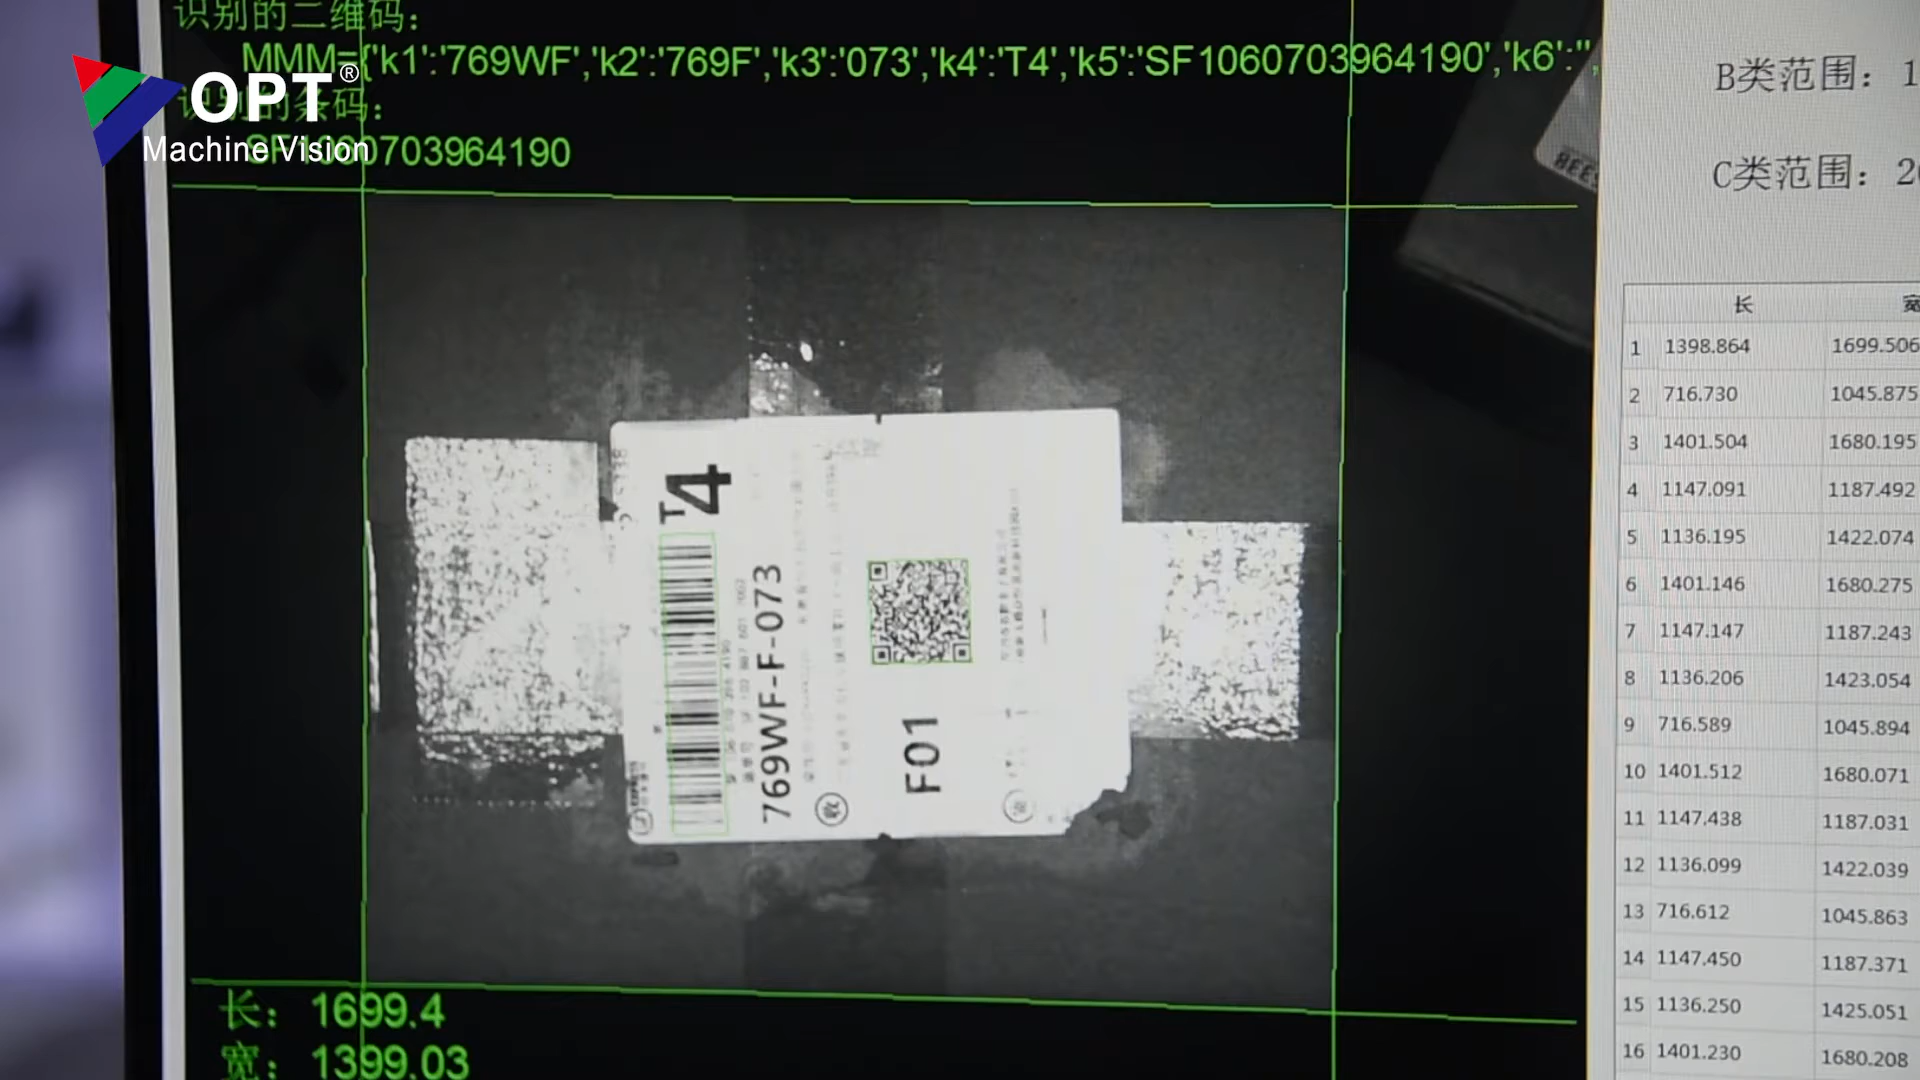 识别的二维码：
MMM={'k1':'769WF','k2':'769F','k3':'073','k4':'T4','k5':'SF1060703964190','k6':'',
OPT®
Machine Vision
识别的条码：
SF1060703964190
T4
769WF-F-073
收
F01
长： 1699.4
宽： 1399.03
B类范围：1
C类范围：20
长 宽
1 1398.864 1699.506
2 716.730 1045.875
3 1401.504 1680.195
4 1147.091 1187.492
5 1136.195 1422.074
6 1401.146 1680.275
7 1147.147 1187.243
8 1136.206 1423.054
9 716.589 1045.894
10 1401.512 1680.071
11 1147.438 1187.031
12 1136.099 1422.039
13 716.612 1045.863
14 1147.450 1187.371
15 1136.250 1425.051
16 1401.230 1680.208